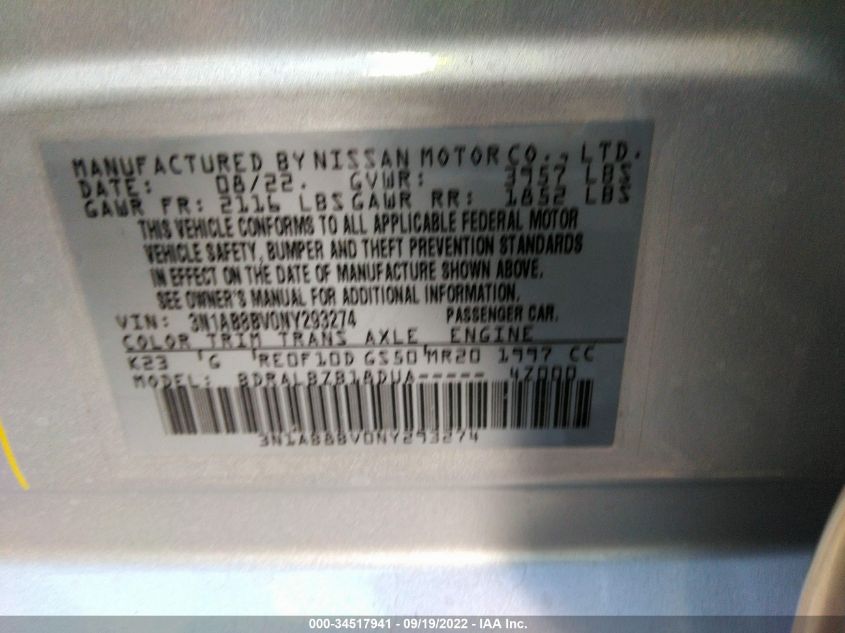 MANUFACTURED BY NISSAN MOTOR CO., LTD.
DATE: 08/22. GVWR: 3957 LBS
GAWR FR: 2116 LBS GAWR RR: 1852 LBS
THIS VEHICLE CONFORMS TO ALL APPLICABLE FEDERAL MOTOR
VEHICLE SAFETY, BUMPER AND THEFT PREVENTION STANDARDS
IN EFFECT ON THE DATE OF MANUFACTURE SHOWN ABOVE.
SEE OWNER'S MANUAL FOR ADDITIONAL INFORMATION.
VIN: 3N1AB8BV0NY293274 PASSENGER CAR.
COLOR TRIM TRANS AXLE ENGINE
K23 G RE0F10D GS50 MR20 1997 CC
MODEL: BDRALBZB18DUA----- 4Z000
3N1AB8BV0NY293274
000-34517941 - 09/19/2022 - IAA Inc.